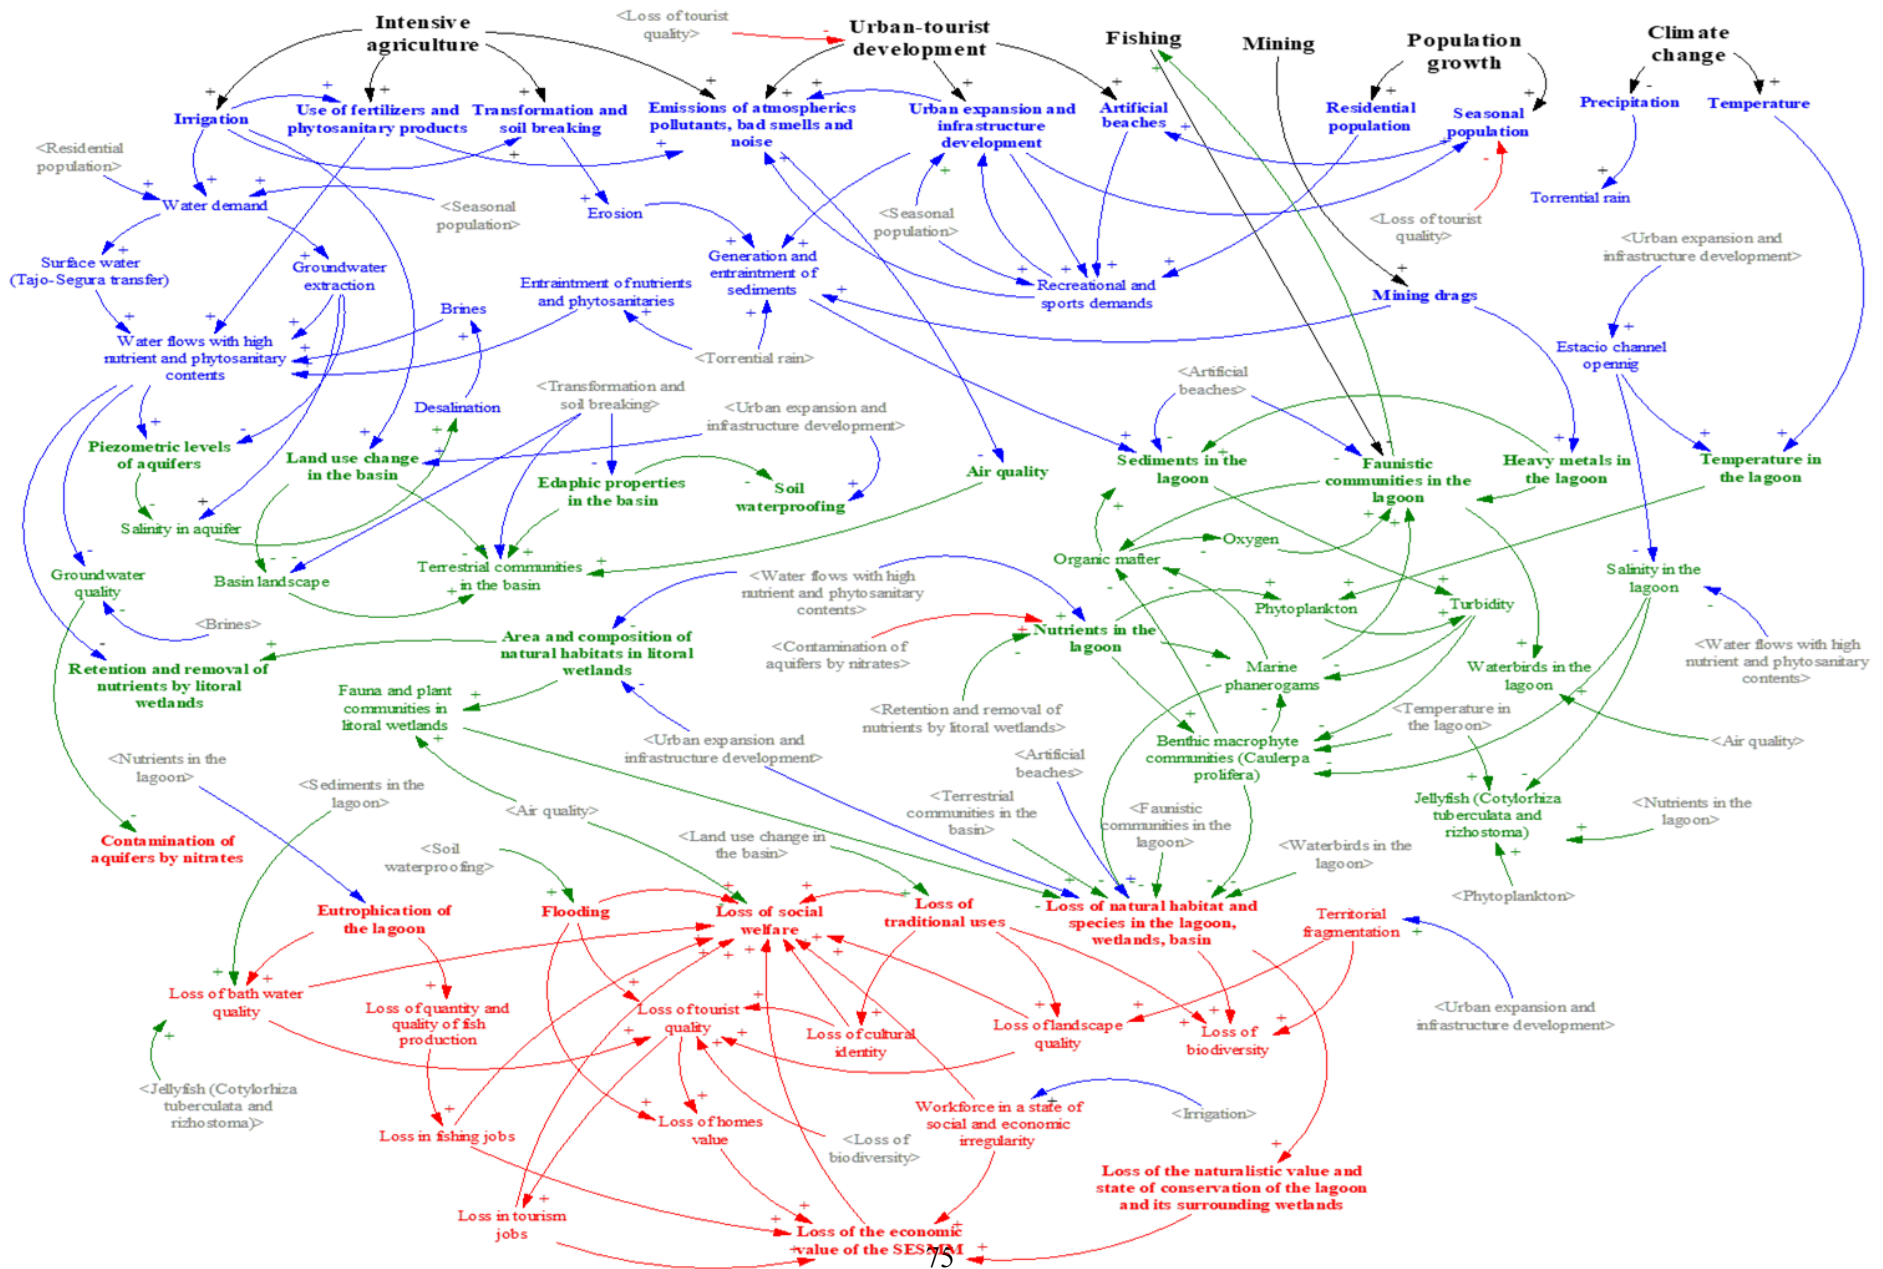 <Loss of tourist
quality>
Intensive
agriculture
Urban-tourist
development
Fishing
Mining
Population
growth
Climate
change
Irrigation
Use of fertilizers and
phytosanitary products
Transformation and
soil breaking
Emissions of atmospherics
pollutants, bad smells and
noise
Urban expansion and
infrastructure
development
Artificial
beaches
Residential
population
Seasonal
population
Precipitation
Temperature
<Residential
population>
Water demand
<Seasonal
population>
Erosion
<Seasonal
population>
<Loss of tourist
quality>
Torrential rain
Surface water
(Tajo-Segura transfer)
Groundwater
extraction
Entraintment of nutrients
and phytosanitaries
Generation and
entraintment of
sediments
Recreational and
sports demands
Mining drags
<Urban expansion and
infrastructure development>
Brines
Water flows with high
nutrient and phytosanitary
contents
<Torrential rain>
Estacio channel
opennig
<Transformation and
soil breaking>
<Artificial
beaches>
Desalination
<Urban expansion and
infrastructure development>
Piezometric levels
of aquifers
Land use change
in the basin
Edaphic properties
in the basin
Soil
waterproofing
Air quality
Sediments in the
lagoon
Faunistic
communities in the
lagoon
Heavy metals in
the lagoon
Temperature in
the lagoon
Salinity in aquifer
Oxygen
Organic matter
Groundwater
quality
Basin landscape
Terrestrial communities
in the basin
<Water flows with high
nutrient and phytosanitary
contents>
Phytoplankton
Turbidity
Salinity in the
lagoon
<Brines>
Area and composition of
natural habitats in litoral
wetlands
<Contamination of
aquifers by nitrates>
Nutrients in the
lagoon
<Water flows with high
nutrient and phytosanitary
contents>
Retention and removal of
nutrients by litoral
wetlands
Marine
phanerogams
Waterbirds in the
lagoon
Fauna and plant
communities in
litoral wetlands
<Retention and removal of
nutrients by litoral wetlands>
<Temperature in
the lagoon>
<Urban expansion and
infrastructure development>
Benthic macrophyte
communities (Caulerpa
prolifera)
<Air quality>
<Nutrients in the
lagoon>
<Artificial
beaches>
<Sediments in the
lagoon>
<Air quality>
<Terrestrial
communities in the
basin>
<Faunistic
communities in the
lagoon>
Jellyfish (Cotylorhiza
tuberculata and
rizhostoma)
<Nutrients in the
lagoon>
Contamination of
aquifers by nitrates
<Soil
waterproofing>
<Land use change in
the basin>
<Waterbirds in the
lagoon>
<Phytoplankton>
Eutrophication of
the lagoon
Flooding
Loss of social
welfare
Loss of
traditional uses
Loss of natural habitat and
species in the lagoon,
wetlands, basin
Territorial
fragmentation
Loss of bath water
quality
Loss of quantity and
quality of fish
production
Loss of tourist
quality
Loss of cultural
identity
Loss of landscape
quality
Loss of
biodiversity
<Urban expansion and
infrastructure development>
<Jellyfish (Cotylorhiza
tuberculata and
rizhostoma)>
Loss in fishing jobs
Loss of homes
value
<Loss of
biodiversity>
Workforce in a state of
social and economic
irregularity
<Irrigation>
Loss of the naturalistic value and
state of conservation of the lagoon
and its surrounding wetlands
Loss in tourism
jobs
Loss of the economic
value of the SESMM
75